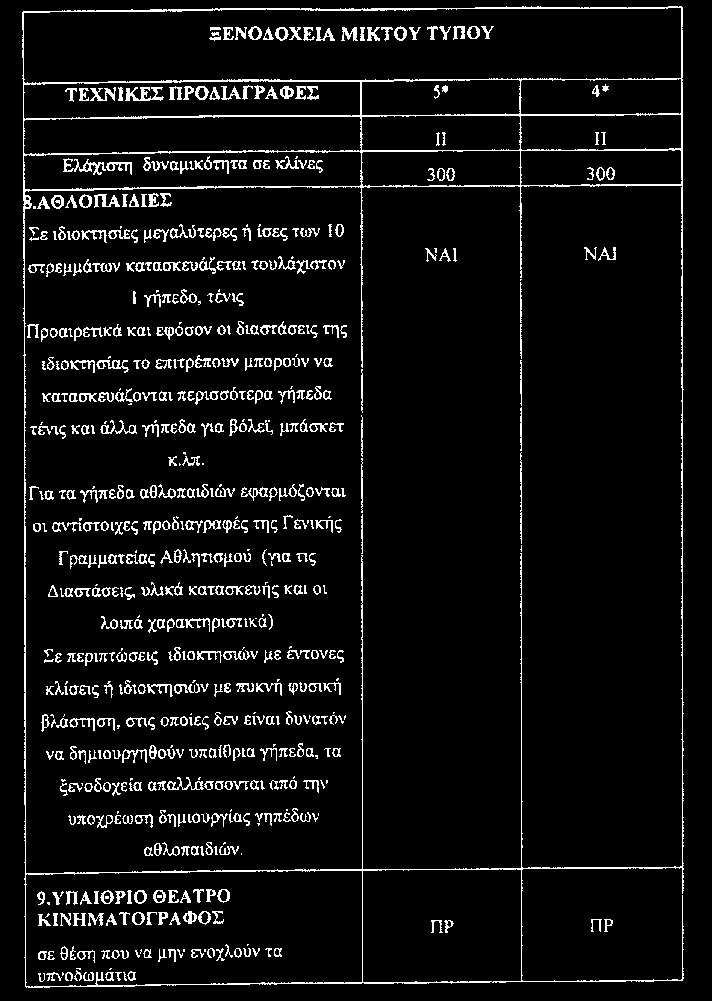 ΞΕΝΟΔΟΧΕΙΑ ΜΙΚΤΟΥ ΤΥΠΟΥ
ΤΕΧΝΙΚΕΣ ΠΡΟΔΙΑΓΡΑΦΕΣ 5* 4*
II II
Ελάχιστη δυναμικότητα σε κλίνες 300 300
8.ΑΘΛΟΠΑΙΔΙΕΣ
Σε ιδιοκτησίες μεγαλύτερες ή ίσες των 10
στρεμμάτων κατασκευάζεται τουλάχιστον ΝΑΙ ΝΑΙ
1 γήπεδο, τένις
Προαιρετικά και εφόσον οι διαστάσεις της
ιδιοκτησίας το επιτρέπουν μπορούν να
κατασκευάζονται περισσότερα γήπεδα
τένις και άλλα γήπεδα για βόλεϊ, μπάσκετ
κ.λπ.
Για τα γήπεδα αθλοπαιδιών εφαρμόζονται
οι αντίστοιχες προδιαγραφές της Γενικής
Γραμματείας Αθλητισμού (για τις
Διαστάσεις, υλικά κατασκευής και οι
λοιπά χαρακτηριστικά)
Σε περιπτώσεις ιδιοκτησιών με έντονες
κλίσεις ή ιδιοκτησιών με πυκνή φυσική
βλάστηση, στις οποίες δεν είναι δυνατόν
να δημιουργηθούν υπαίθρια γήπεδα, τα
ξενοδοχεία απαλλάσσονται από την
υποχρέωση δημιουργίας γηπέδων
αθλοπαιδιών.
9.ΥΠΑΙΘΡΙΟ ΘΕΑΤΡΟ
ΚΙΝΗΜΑΤΟΓΡΑΦΟΣ ΠΡ ΠΡ
σε θέση που να μην ενοχλούν τα
υπνοδωμάτια